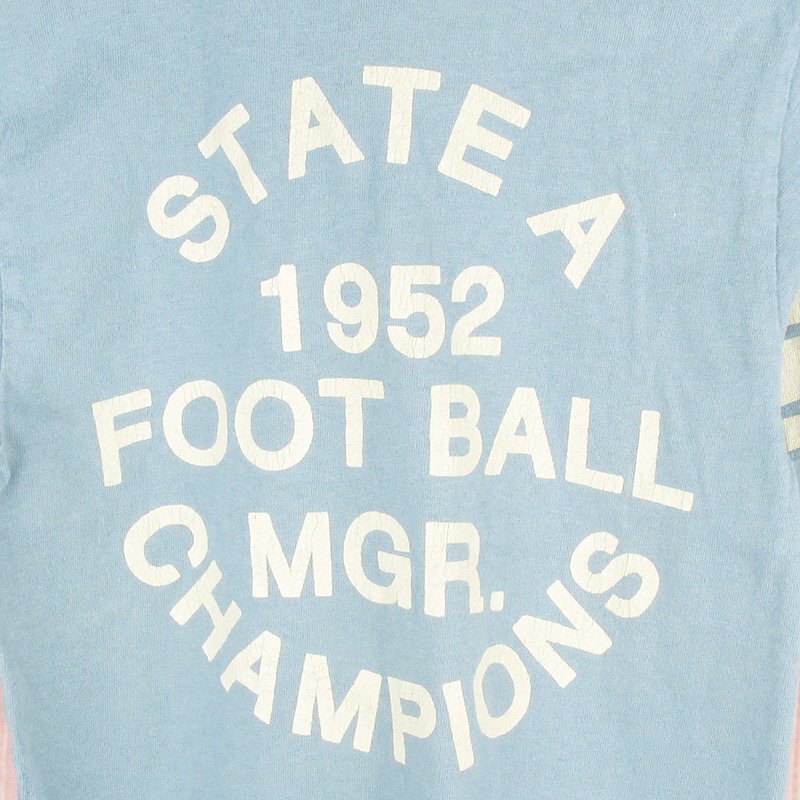 STATE A
1952
FOOT BALL
MGR.
CHAMPIONS